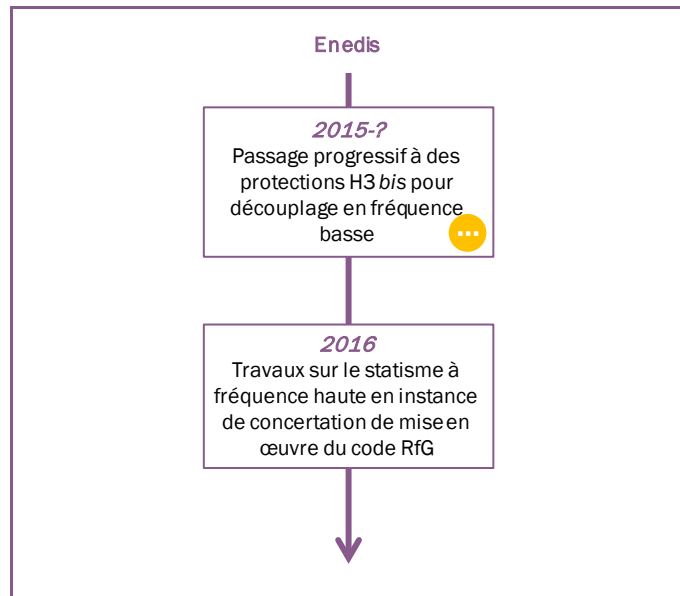 Enedis
2015-?
Passage progressif à des
protections H3 bis pour
découplage en fréquence
basse
2016
Travaux sur le statisme à
fréquence haute en instance
de concertation de mise en
œuvre du code RfG